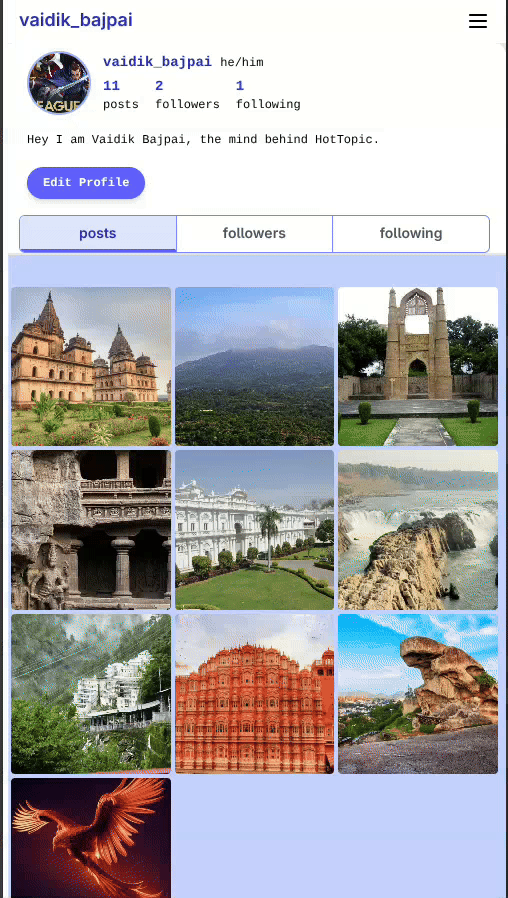 vaidik_bajpai
vaidik_bajpai he/him
11 2 1
posts followers following
Hey I am Vaidik Bajpai, the mind behind HotTopic.
Edit Profile
posts followers following
EAGUE